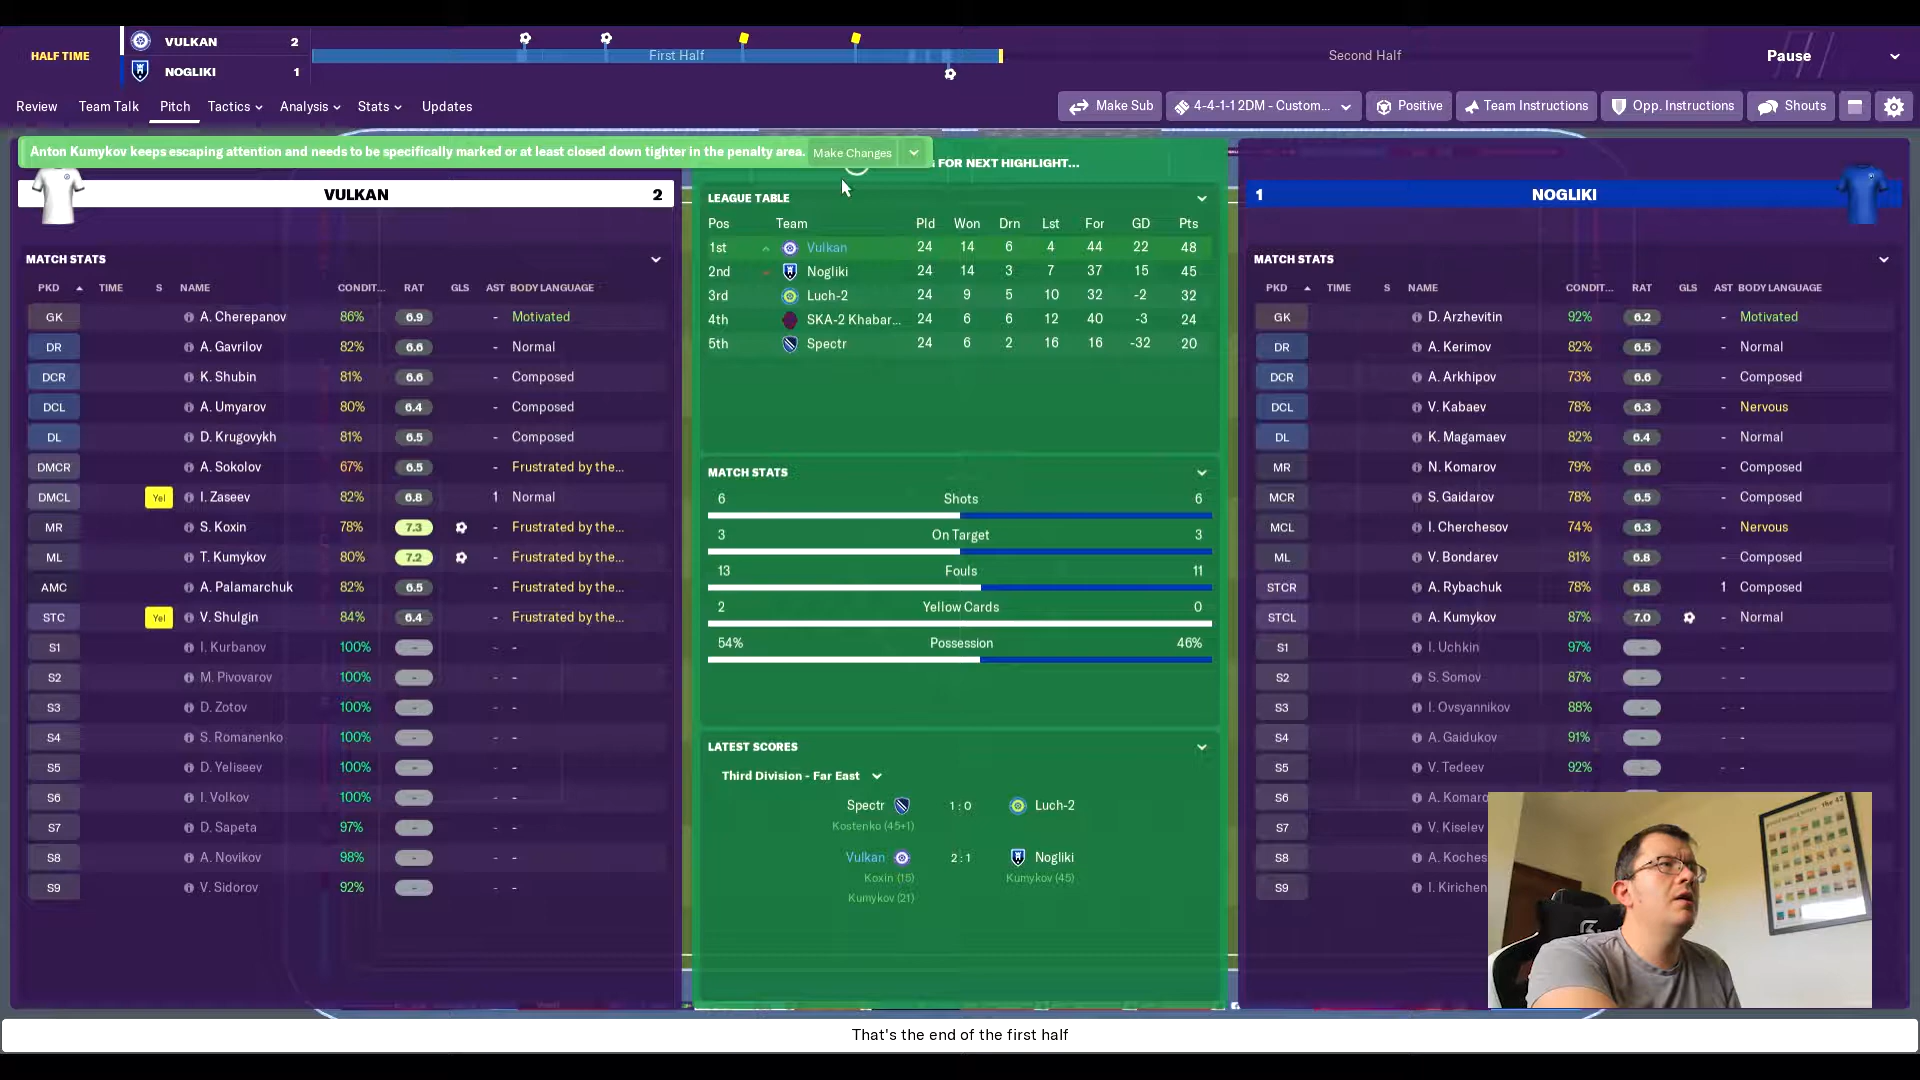 HALF TIME
VULKAN 2
NOGLIKI 1
First Half
Second Half
Pause
Review Team Talk Pitch Tactics Analysis Stats Updates
Make Sub 4-4-1-1 2DM - Custom... Positive Team Instructions Opp. Instructions Shouts
Anton Kumykov keeps escaping attention and needs to be specifically marked or at least closed down tighter in the penalty area. Make Changes
FOR NEXT HIGHLIGHT...
VULKAN 2
MATCH STATS
PKD TIME S NAME CONDIT... RAT GLS AST BODY LANGUAGE
GK A. Cherepanov 86% 6.9 - Motivated
DR A. Gavrilov 82% 6.6 - Normal
DCR K. Shubin 81% 6.6 - Composed
DCL A. Umyarov 80% 6.4 - Composed
DL D. Krugovykh 81% 6.5 - Composed
DMCR A. Sokolov 67% 6.5 - Frustrated by the...
DMCL Yel I. Zaseev 82% 6.8 1 Normal
MR S. Koxin 78% 7.3 - Frustrated by the...
ML T. Kumykov 80% 7.2 - Frustrated by the...
AMC A. Palamarchuk 82% 6.5 - Frustrated by the...
STC Yel V. Shulgin 84% 6.4 - Frustrated by the...
S1 I. Kurbanov 100% - - -
S2 M. Pivovarov 100% - - -
S3 D. Zotov 100% - - -
S4 S. Romanenko 100% - - -
S5 D. Yeliseev 100% - - -
S6 I. Volkov 100% - - -
S7 D. Sapeta 97% - - -
S8 A. Novikov 98% - - -
S9 V. Sidorov 92% - - -
LEAGUE TABLE
Pos Team Pld Won Drn Lst For GD Pts
1st Vulkan 24 14 6 4 44 22 48
2nd Nogliki 24 14 3 7 37 15 45
3rd Luch-2 24 9 5 10 32 -2 32
4th SKA-2 Khabar... 24 6 6 12 40 -3 24
5th Spectr 24 6 2 16 16 -32 20
MATCH STATS
6 Shots 6
3 On Target 3
13 Fouls 11
2 Yellow Cards 0
54% Possession 46%
LATEST SCORES
Third Division - Far East
Spectr 1 : 0 Luch-2
Kostenko (45+1)
Vulkan 2 : 1 Nogliki
Koxin (15) Kumykov (45)
Kumykov (21)
1 NOGLIKI
MATCH STATS
PKD TIME S NAME CONDIT... RAT GLS AST BODY LANGUAGE
GK D. Arzhevitin 92% 6.2 - Motivated
DR A. Kerimov 82% 6.5 - Normal
DCR A. Arkhipov 73% 6.6 - Composed
DCL V. Kabaev 78% 6.3 - Nervous
DL K. Magamaev 82% 6.4 - Normal
MR N. Komarov 79% 6.6 - Composed
MCR S. Gaidarov 78% 6.5 - Composed
MCL I. Cherchesov 74% 6.3 - Nervous
ML V. Bondarev 81% 6.8 - Composed
STCR A. Rybachuk 78% 6.8 1 Composed
STCL A. Kumykov 87% 7.0 - Normal
S1 I. Uchkin 97% - - -
S2 S. Somov 87% - - -
S3 I. Ovsyannikov 88% - - -
S4 A. Gaidukov 91% - - -
S5 V. Tedeev 92% - - -
S6 A. Komaro
S7 V. Kiselev
S8 A. Koches
S9 I. Kirichen
That's the end of the first half